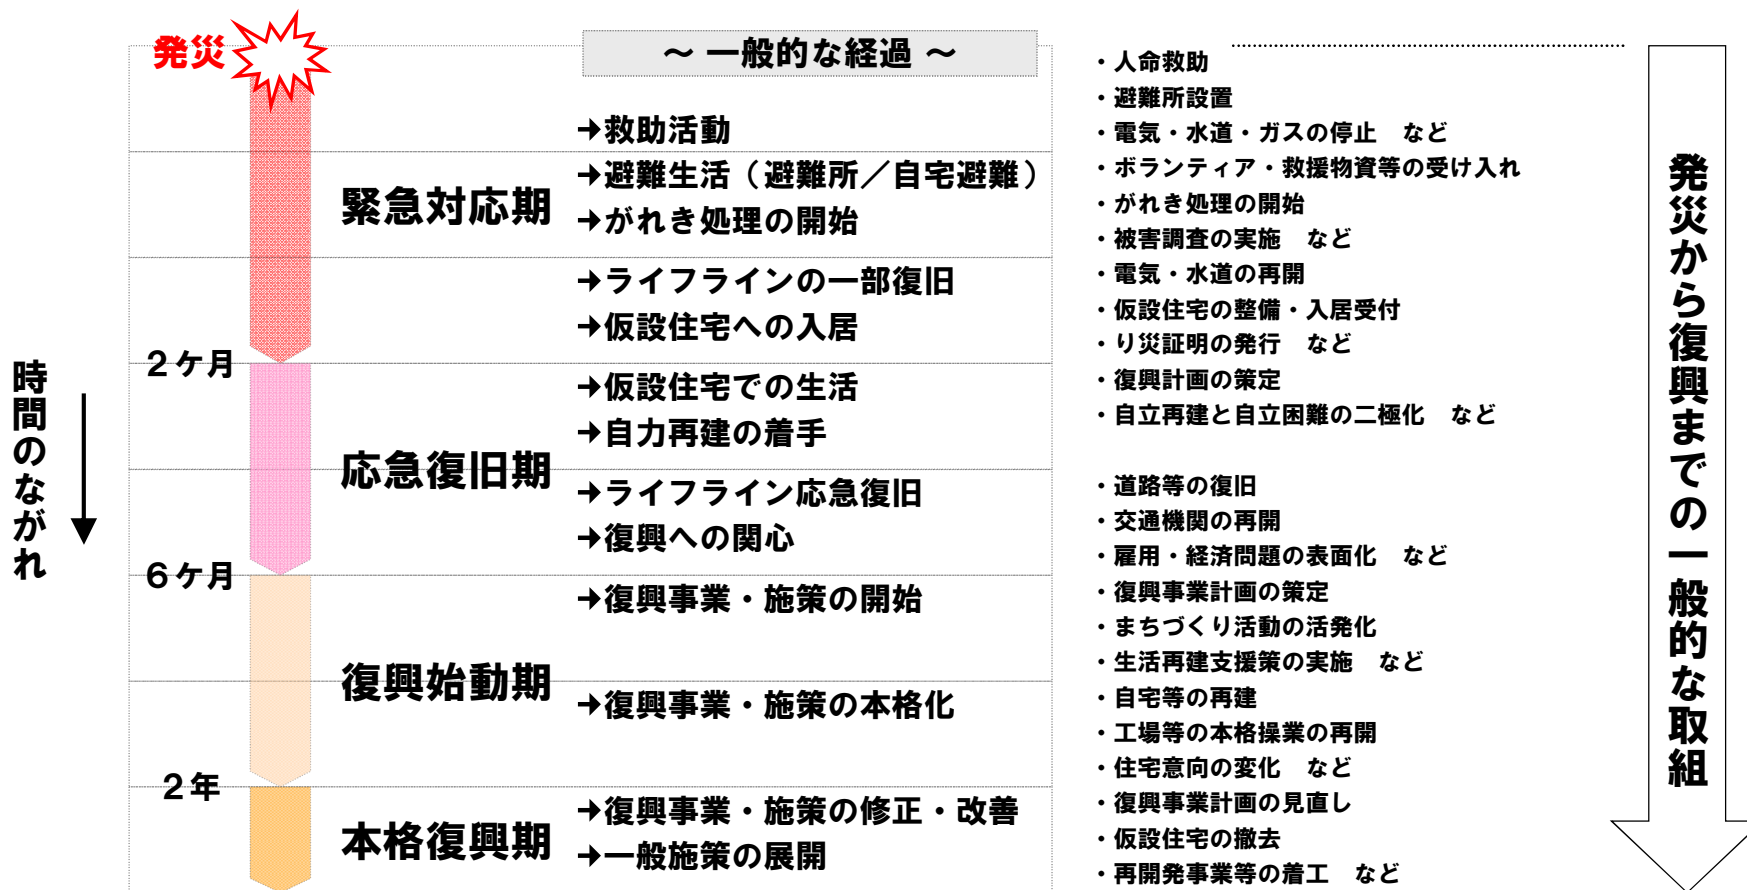 発災
～ 一般的な経過 ～
→救助活動
緊急対応期
→避難生活（避難所／自宅避難）
→がれき処理の開始
→ライフラインの一部復旧
→仮設住宅への入居
２ケ月
→仮設住宅での生活
→自力再建の着手
応急復旧期
→ライフライン応急復旧
→復興への関心
６ケ月
→復興事業・施策の開始
復興始動期
→復興事業・施策の本格化
２年
→復興事業・施策の修正・改善
本格復興期
→一般施策の展開
時間のながれ
・人命救助
・避難所設置
・電気・水道・ガスの停止　など
・ボランティア・救援物資等の受け入れ
・がれき処理の開始
・被害調査の実施　など
・電気・水道の再開
・仮設住宅の整備・入居受付
・り災証明の発行　など
・復興計画の策定
・自立再建と自立困難の二極化　など
・道路等の復旧
・交通機関の再開
・雇用・経済問題の表面化　など
・復興事業計画の策定
・まちづくり活動の活発化
・生活再建支援策の実施　など
・自宅等の再建
・工場等の本格操業の再開
・住宅意向の変化　など
・復興事業計画の見直し
・仮設住宅の撤去
・再開発事業等の着工　など
発災から復興までの一般的な取組